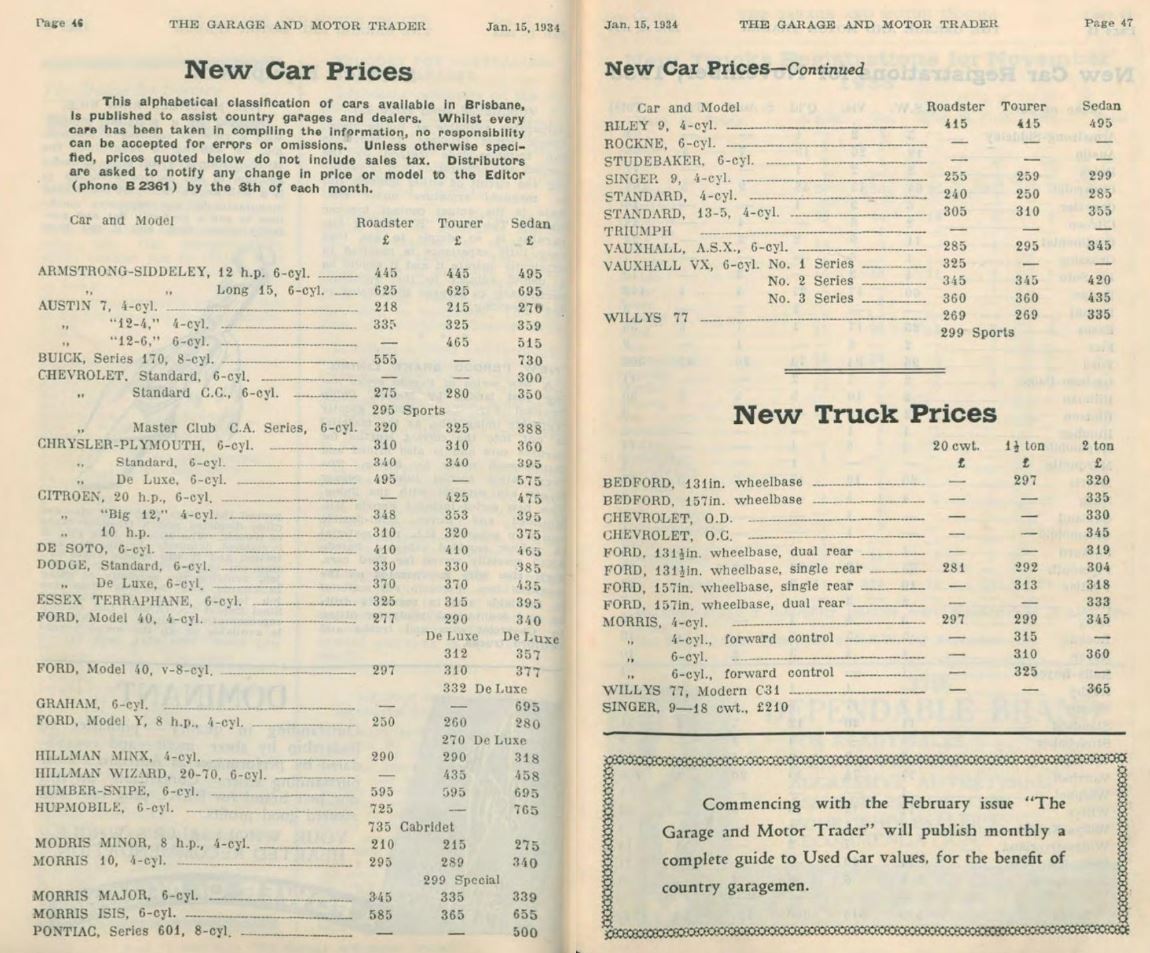 Page 46 THE GARAGE AND MOTOR TRADER Jan. 15, 1934
New Car Prices
This alphabetical classification of cars available in Brisbane,
is published to assist country garages and dealers. Whilst every
care has been taken in compiling the information, no responsibility
can be accepted for errors or omissions. Unless otherwise speci-
fied, prices quoted below do not include sales tax. Distributors
are asked to notify any change in price or model to the Editor
(phone B 2361) by the 8th of each month.
Car and Model Roadster Tourer Sedan
£ £ £
ARMSTRONG-SIDDELEY, 12 h.p. 6-cyl. 445 445 495
„ „ Long 15, 6-cyl. 625 625 695
AUSTIN 7, 4-cyl. 218 215 270
„ "12-4," 4-cyl. 335 325 359
„ "12-6," 6-cyl. — 465 515
BUICK, Series 170, 8-cyl. 555 — 730
CHEVROLET, Standard, 6-cyl. — — 300
„ Standard C.C., 6-cyl. 275 280 350
295 Sports
„ Master Club C.A. Series, 6-cyl. 320 325 388
CHRYSLER-PLYMOUTH, 6-cyl. 310 310 360
„ Standard, 6-cyl. 340 340 395
„ De Luxe, 6-cyl. 495 — 575
CITROEN, 20 h.p., 6-cyl. — 425 475
„ "Big 12," 4-cyl. 348 353 395
„ 10 h.p. 310 320 375
DE SOTO, 6-cyl. 410 410 465
DODGE, Standard, 6-cyl. 330 330 385
„ De Luxe, 6-cyl. 370 370 435
ESSEX TERRAPHANE, 6-cyl. 325 315 395
FORD, Model 40, 4-cyl. 277 290 340
De Luxe De Luxe
312 357
FORD, Model 40, v-8-cyl. 297 310 377
332 De Luxe
GRAHAM, 6-cyl. — — 695
FORD, Model Y, 8 h.p., 4-cyl. 250 260 280
270 De Luxe
HILLMAN MINX, 4-cyl. 290 290 318
HILLMAN WIZARD, 20-70, 6-cyl. — 435 458
HUMBER-SNIPE, 6-cyl. 595 595 695
HUPMOBILE, 6-cyl. 725 — 765
735 Cabridet
MODRIS MINOR, 8 h.p., 4-cyl. 210 215 275
MORRIS 10, 4-cyl. 295 289 340
299 Special
MORRIS MAJOR, 6-cyl. 345 335 339
MORRIS ISIS, 6-cyl. 585 365 655
PONTIAC, Series 601, 8-cyl. — — 500
Jan. 15, 1934 THE GARAGE AND MOTOR TRADER Page 47
New Car Prices—Continued
Car and Model Roadster Tourer Sedan
RILEY 9, 4-cyl. 415 415 495
ROCKNE, 6-cyl. — — —
STUDEBAKER, 6-cyl. — — —
SINGER 9, 4-cyl. 255 259 299
STANDARD, 4-cyl. 240 250 285
STANDARD, 13-5, 4-cyl. 305 310 355
TRIUMPH — — —
VAUXHALL, A.S.X., 6-cyl. 285 295 345
VAUXHALL VX, 6-cyl. No. 1 Series 325 — —
No. 2 Series 345 345 420
No. 3 Series 360 360 435
WILLYS 77 269 269 335
299 Sports
New Truck Prices
20 cwt. 1½ ton 2 ton
£ £ £
BEDFORD, 131in. wheelbase — 297 320
BEDFORD, 157in. wheelbase — — 335
CHEVROLET, O.D. — — 330
CHEVROLET, O.C. — — 345
FORD, 131½in. wheelbase, dual rear — — 319
FORD, 131½in. wheelbase, single rear 281 292 304
FORD, 157in. wheelbase, single rear — 313 318
FORD, 157in. wheelbase, dual rear — — 333
MORRIS, 4-cyl. 297 299 345
„ 4-cyl., forward control — 315 —
„ 6-cyl. — 310 360
„ 6-cyl., forward control — 325 —
WILLYS 77, Modern C31 — — 365
SINGER, 9—18 cwt., £210
Commencing with the February issue "The
Garage and Motor Trader" will publish monthly a
complete guide to Used Car values, for the benefit of
country garagemen.